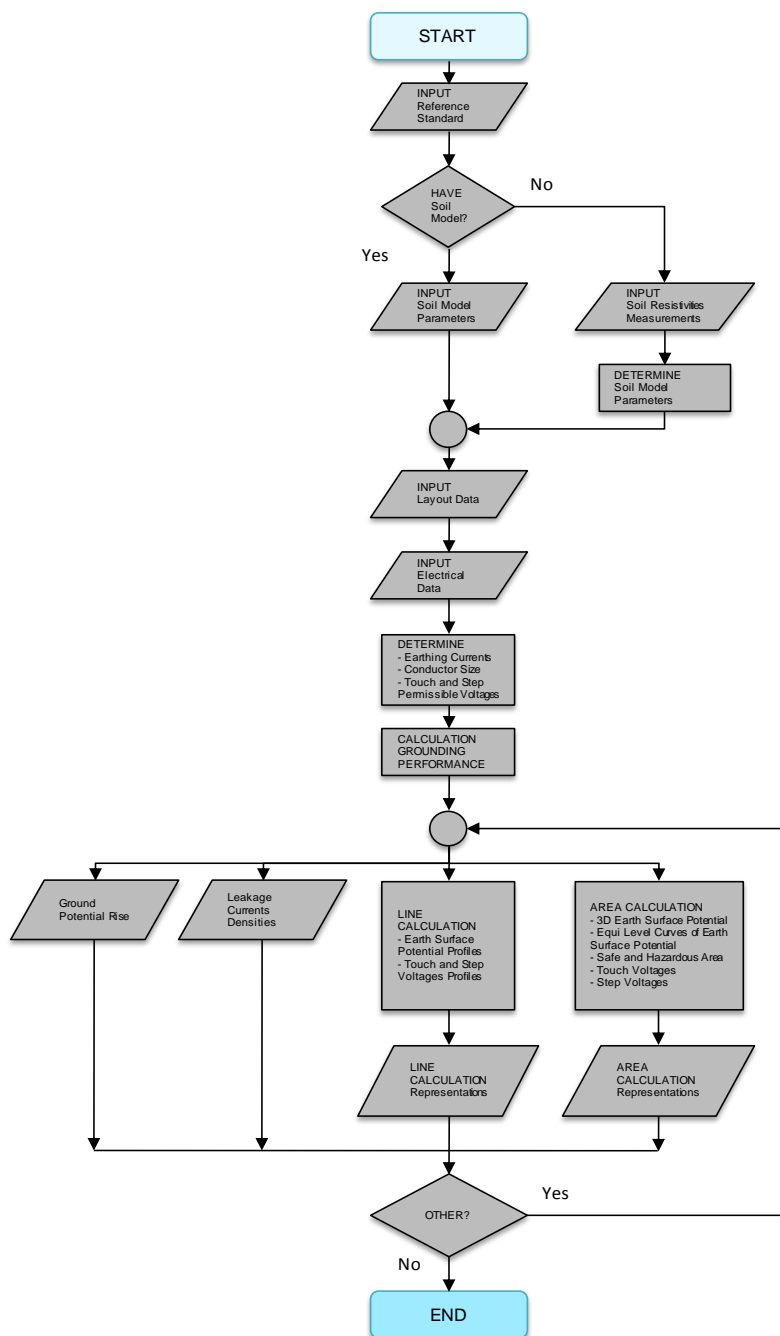 START
INPUT
Reference
Standard
HAVE
Soil
Model?
No
Yes
INPUT
Soil Model
Parameters
INPUT
Soil Resistivities
Measurements
DETERMINE
Soil Model
Parameters
INPUT
Layout Data
INPUT
Electrical
Data
DETERMINE
- Earthing Currents
- Conductor Size
- Touch and Step
Permissible Voltages
CALCULATION
GROUNDING
PERFORMANCE
Ground
Potential Rise
Leakage
Currents
Densities
LINE
CALCULATION
- Earth Surface
Potential Profiles
- Touch and Step
Voltages Profiles
AREA CALCULATION
- 3D Earth Surface Potential
- Equi Level Curves of Earth
Surface Potential
- Safe and Hazardous Area
- Touch Voltages
- Step Voltages
LINE
CALCULATION
Representations
AREA
CALCULATION
Representations
OTHER?
Yes
No
END